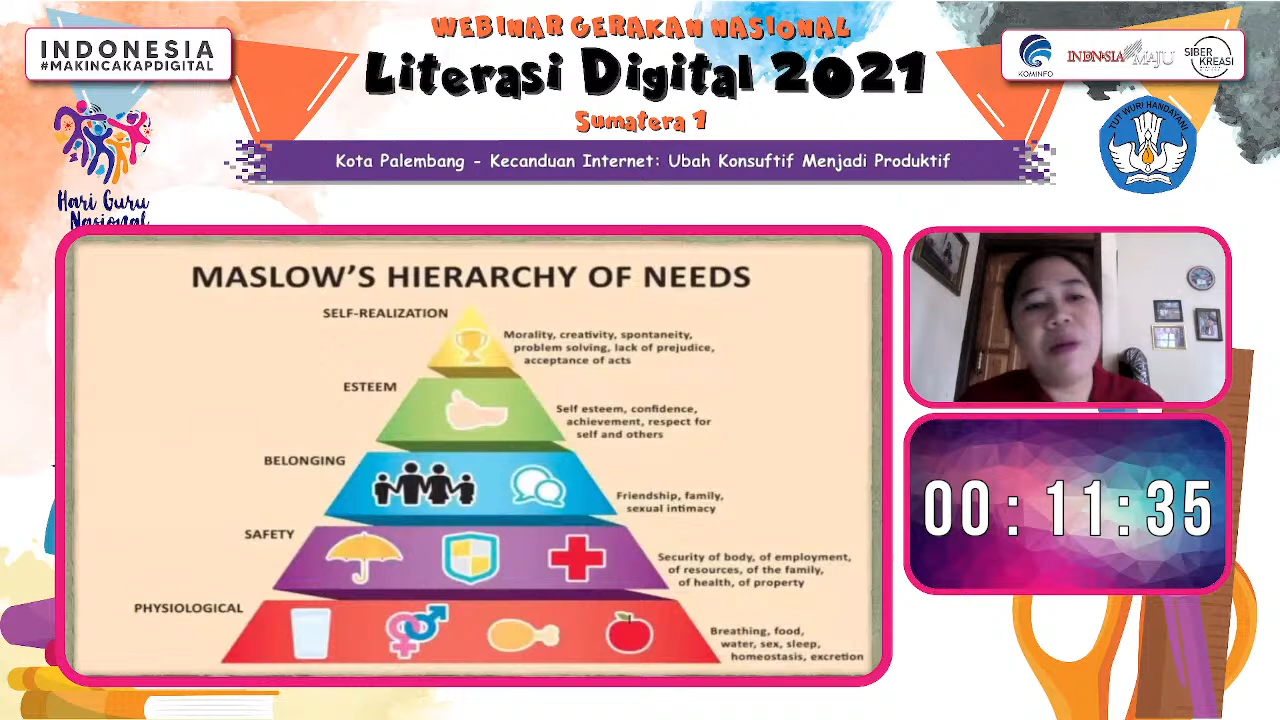 WEBINAR GERAKAN NASIONAL
INDONESIA
#MAKINCAKAPDIGITAL
Literasi Digital 2021
Sumatera 1
KOMINFO
INDONESIA MAJU
SIBER
KREASI
TUT WURI HANDAYANI
Kota Palembang - Kecanduan Internet: Ubah Konsuftif Menjadi Produktif
Hari Guru
Nasional
MASLOW'S HIERARCHY OF NEEDS
SELF-REALIZATION
Morality, creativity, spontaneity,
problem solving, lack of prejudice,
acceptance of acts
ESTEEM
Self esteem, confidence,
achievement, respect for
self and others
BELONGING
Friendship, family,
sexual intimacy
SAFETY
Security of body, of employment,
of resources, of the family,
of health, of property
PHYSIOLOGICAL
Breathing, food,
water, sex, sleep,
homeostasis, excretion
00:11:35